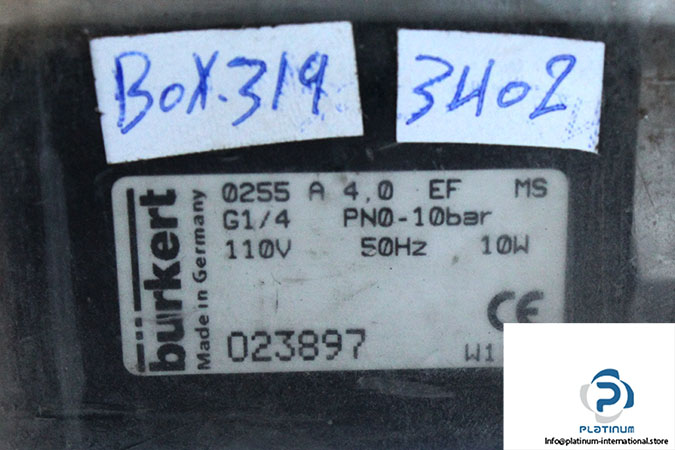 BOX.319
3402
0255 A 4,0 EF MS
G1/4 PN0-10bar
110V 50Hz 10W
CE
023897 W1
bürkert
Made in Germany
PLATINUM
Info@platinum-international.store